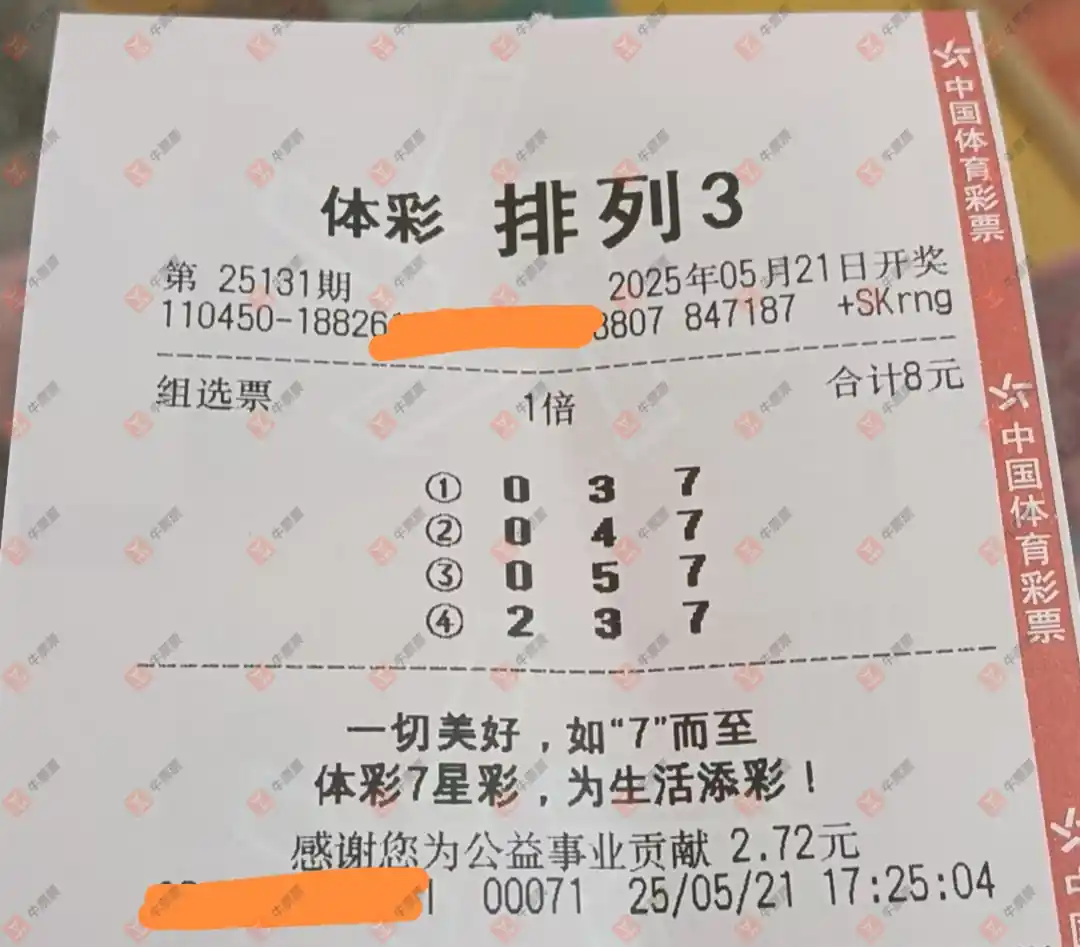 体彩 排列3
第 25131期 2025年05月21日开奖
110450-18826 3807 847187 +SKrng
组选票 1倍 合计8元
① 0 3 7
② 0 4 7
③ 0 5 7
④ 2 3 7
一切美好，如“7”而至
体彩7星彩，为生活添彩！
感谢您为公益事业贡献 2.72元
00071 25/05/21 17:25:04
中国体育彩票
中国体育彩票
中